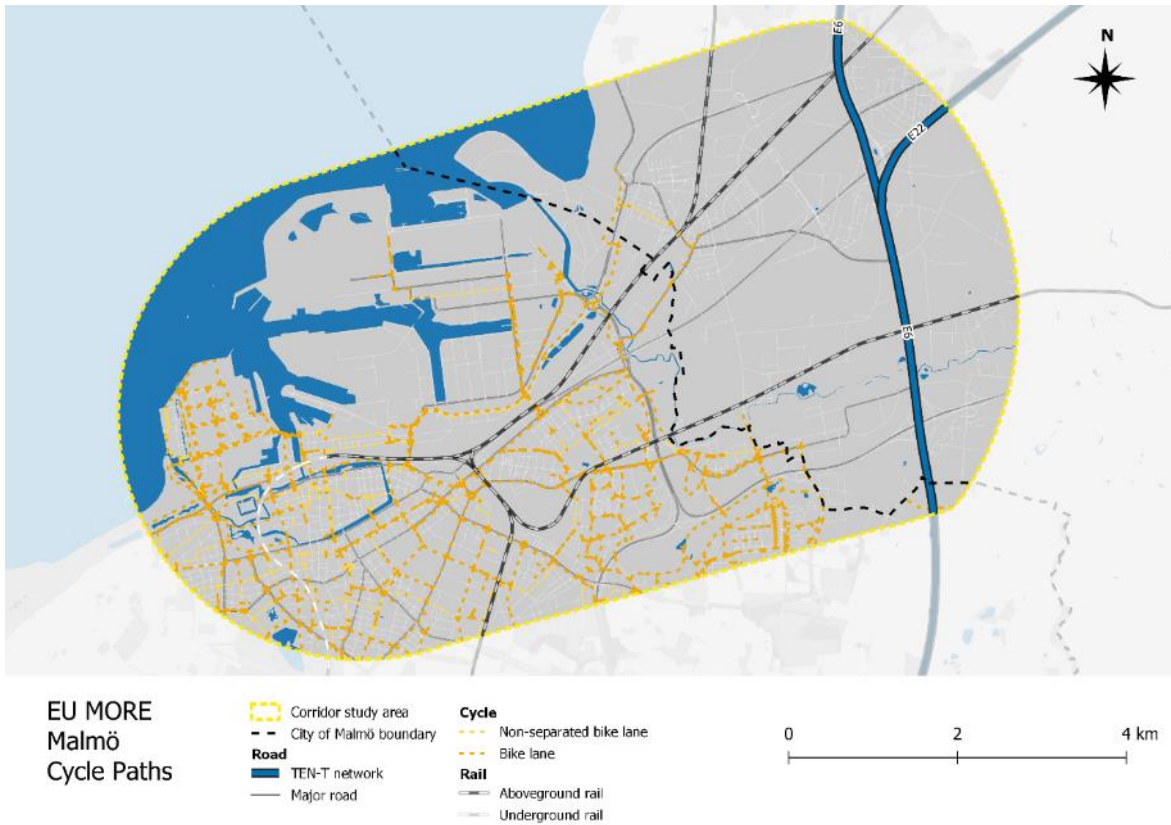 E6
N
E22
E6
EU MORE
Malmö
Cycle Paths
Corridor study area
City of Malmö boundary
Road
TEN-T network
Major road
Cycle
Non-separated bike lane
Bike lane
Rail
Aboveground rail
Underground rail
0 2 4 km